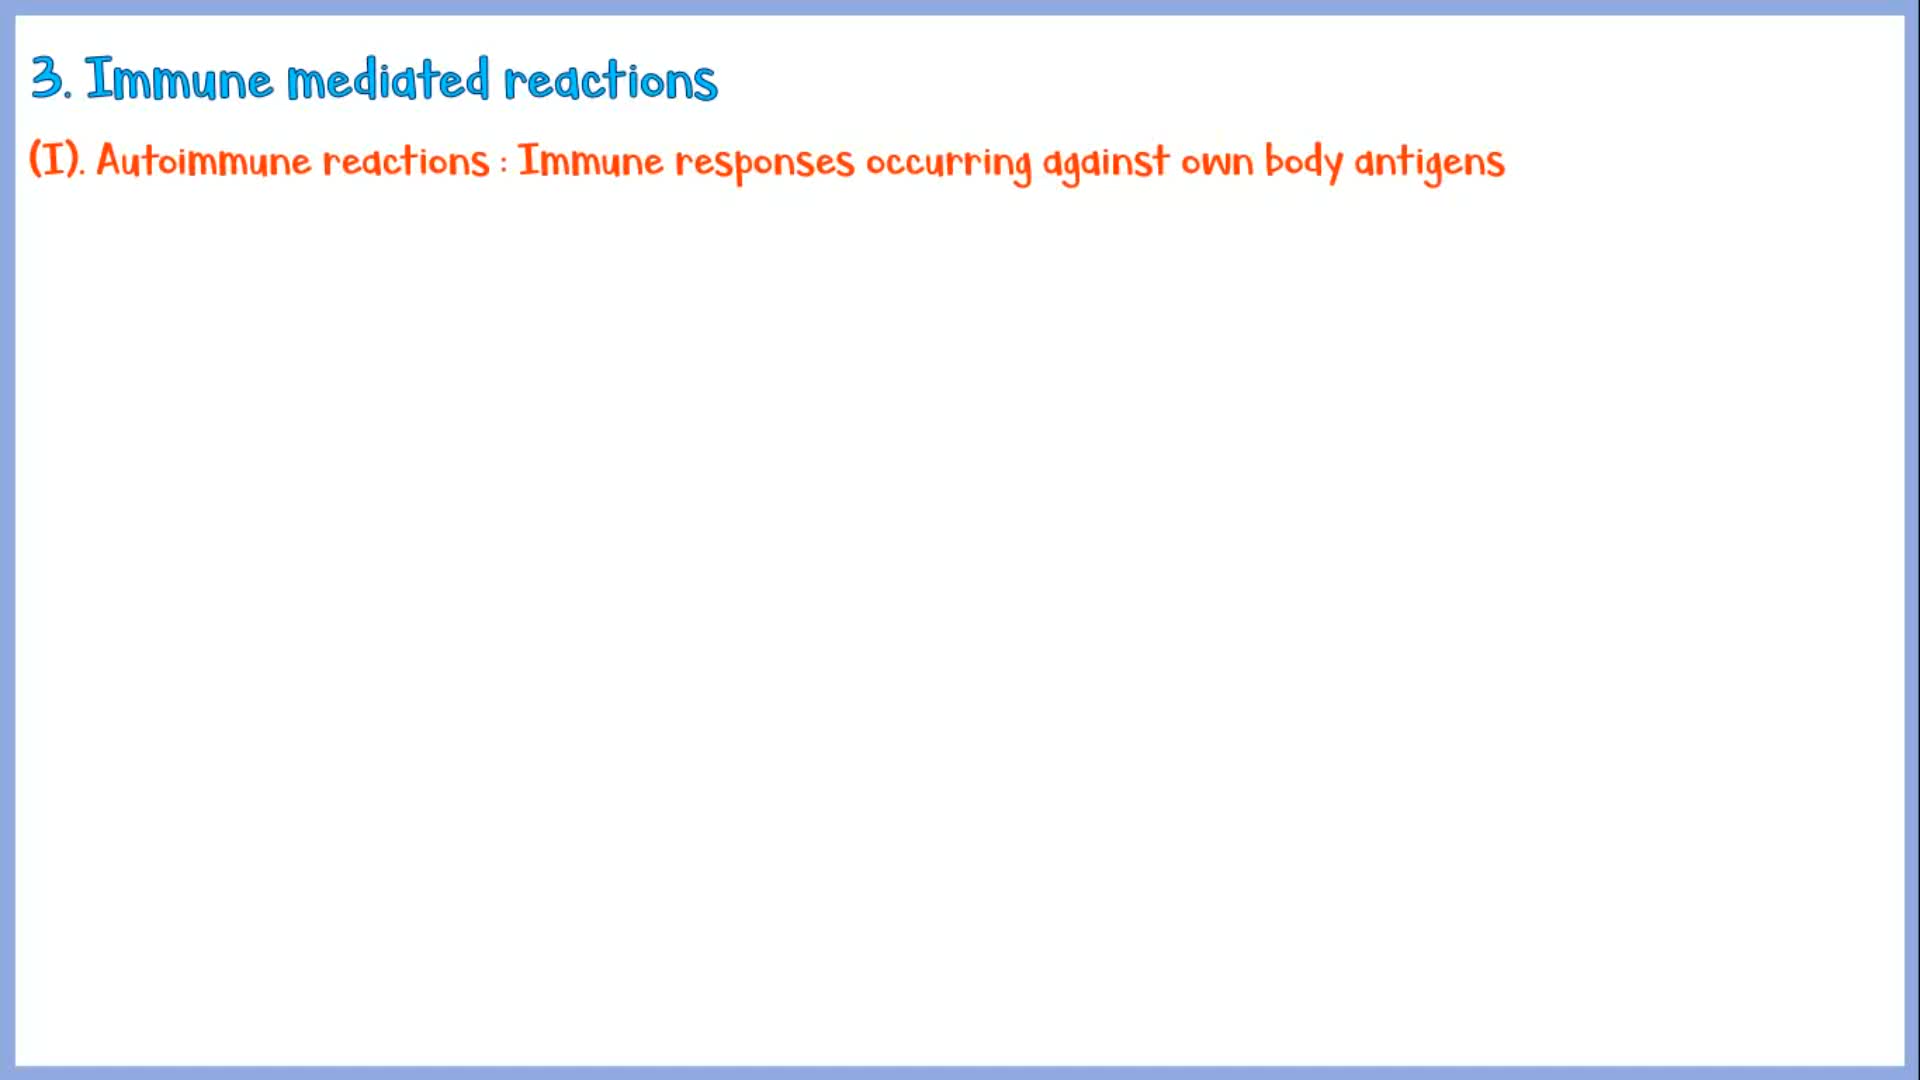 3. Immune mediated reactions
(I). Autoimmune reactions : Immune responses occurring against own body antigens